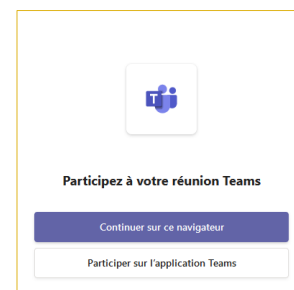 T
Participez à votre réunion Teams
Continuer sur ce navigateur
Participer sur l'application Teams